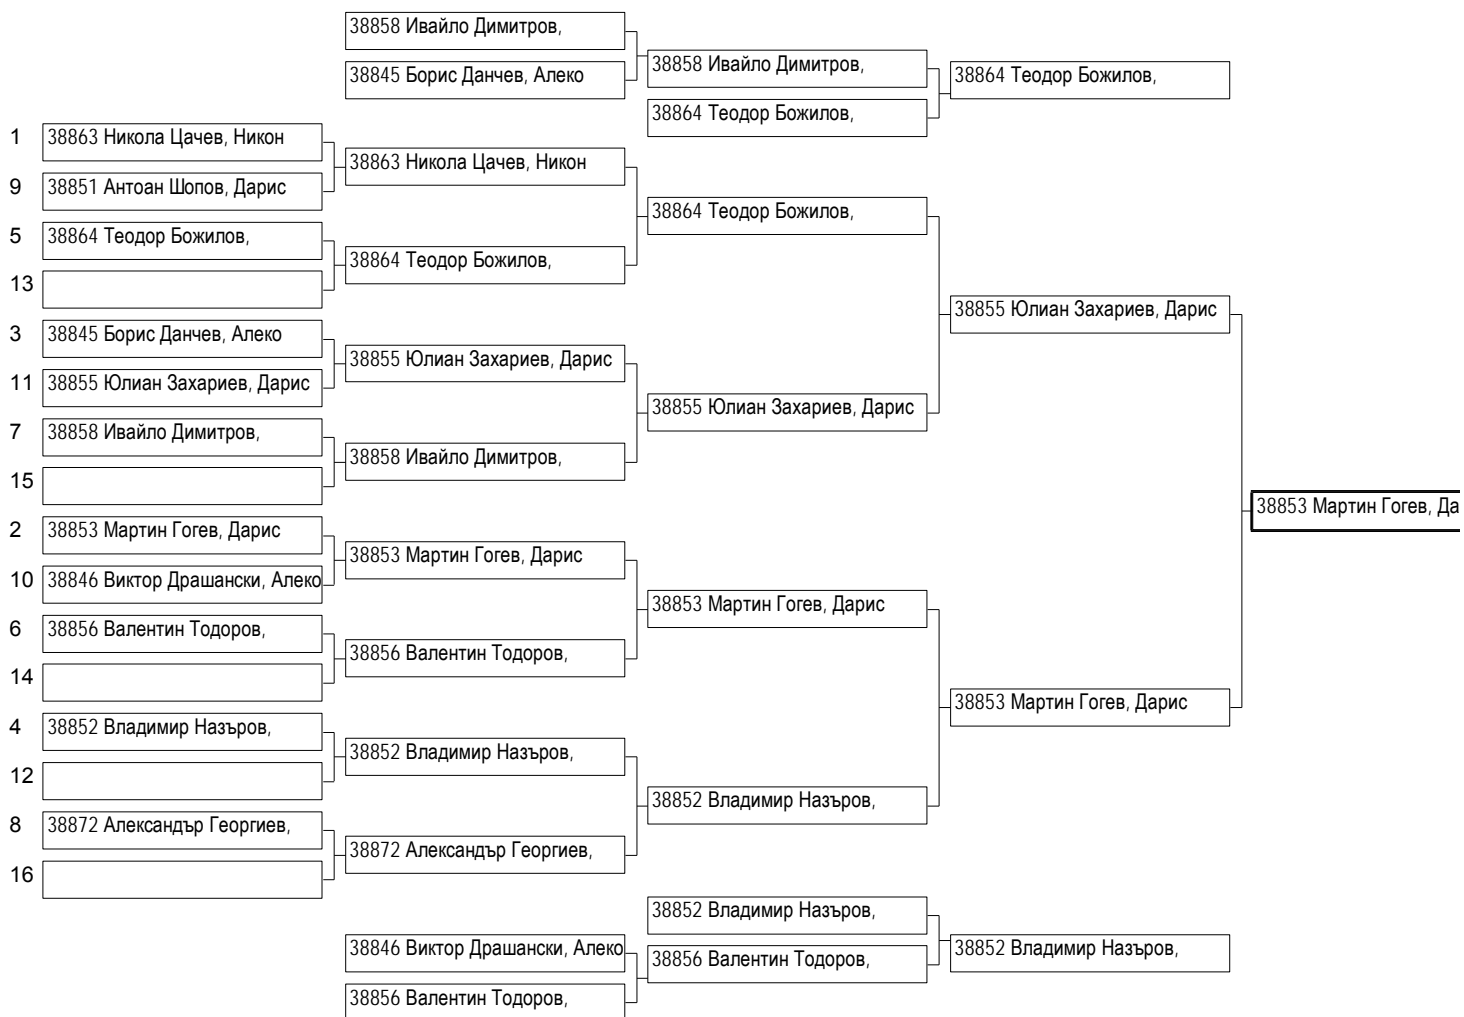 38858 Ивайло Димитров,
38845 Борис Данчев, Алеко
38858 Ивайло Димитров,
38864 Теодор Божилов,
38864 Теодор Божилов,
1 38863 Никола Цачев, Никон
9 38851 Антоан Шопов, Дарис
5 38864 Теодор Божилов,
13
3 38845 Борис Данчев, Алеко
11 38855 Юлиан Захариев, Дарис
7 38858 Ивайло Димитров,
15
2 38853 Мартин Гогев, Дарис
10 38846 Виктор Драшански, Алеко
6 38856 Валентин Тодоров,
14
4 38852 Владимир Назъров,
12
8 38872 Александър Георгиев,
16
38863 Никола Цачев, Никон
38864 Теодор Божилов,
38855 Юлиан Захариев, Дарис
38858 Ивайло Димитров,
38853 Мартин Гогев, Дарис
38856 Валентин Тодоров,
38852 Владимир Назъров,
38872 Александър Георгиев,
38864 Теодор Божилов,
38855 Юлиан Захариев, Дарис
38853 Мартин Гогев, Дарис
38852 Владимир Назъров,
38855 Юлиан Захариев, Дарис
38853 Мартин Гогев, Дарис
38853 Мартин Гогев, Да
38846 Виктор Драшански, Алеко
38856 Валентин Тодоров,
38852 Владимир Назъров,
38856 Валентин Тодоров,
38852 Владимир Назъров,